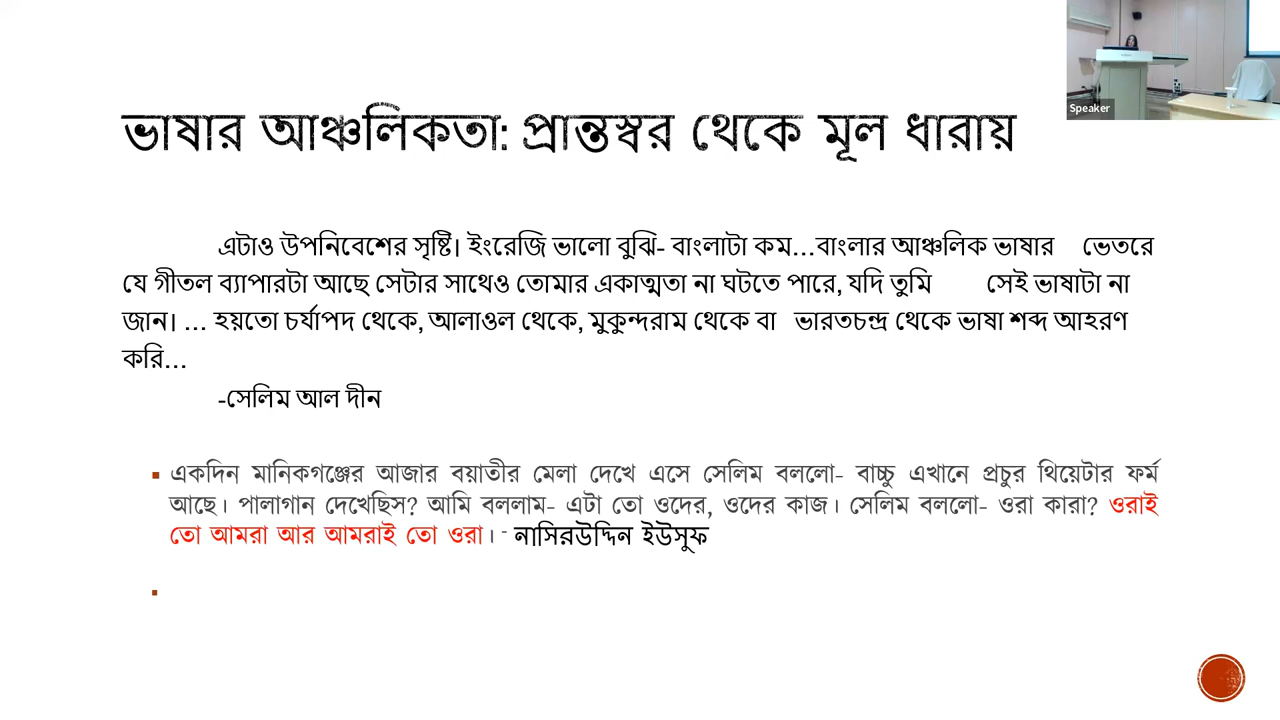 Speaker
ভাষার আঞ্চলিকতা: প্রান্তস্বর থেকে মূল ধারায়
এটাও উপনিবেশের সৃষ্টি। ইংরেজি ভালো বুঝি- বাংলাটা কম...বাংলার আঞ্চলিক ভাষার ভেতরে
যে গীতল ব্যাপারটা আছে সেটার সাথেও তোমার একাত্মতা না ঘটতে পারে, যদি তুমি সেই ভাষাটা না
জান। ... হয়তো চর্যাপদ থেকে, আলাওল থেকে, মুকুন্দরাম থেকে বা ভারতচন্দ্র থেকে ভাষা শব্দ আহরণ
করি...
-সেলিম আল দীন
একদিন মানিকগঞ্জের আজার বয়াতীর মেলা দেখে এসে সেলিম বললো- বাচ্চু এখানে প্রচুর থিয়েটার ফর্ম
আছে। পালাগান দেখেছিস? আমি বললাম- এটা তো ওদের, ওদের কাজ। সেলিম বললো- ওরা কারা? ওরাই
তো আমরা আর আমরাই তো ওরা। - নাসিরউদ্দিন ইউসুফ